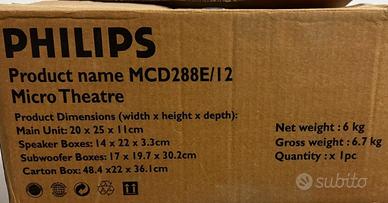 PHILIPS
Product name MCD288E/12
Micro Theatre
Product Dimensions (width x height x depth):
Main Unit: 20 x 25 x 11cm
Speaker Boxes: 14 x 22 x 3.3cm
Subwoofer Boxes: 17 x 19.7 x 30.2cm
Carton Box: 48.4 x22 x 36.1cm
Net weight : 6 kg
Gross weight : 6.7 kg
Quantity : x 1pc
subito